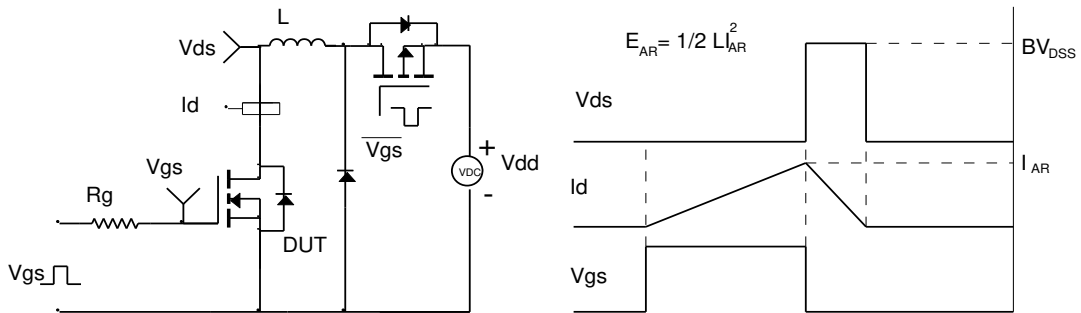 L
Vds
Id
Vgs
Rg
Vgs
DUT
Vgs
VDC
+
-
Vdd
E_AR = 1/2 LI_AR^2
Vds
BV_DSS
I_AR
Id
Vgs